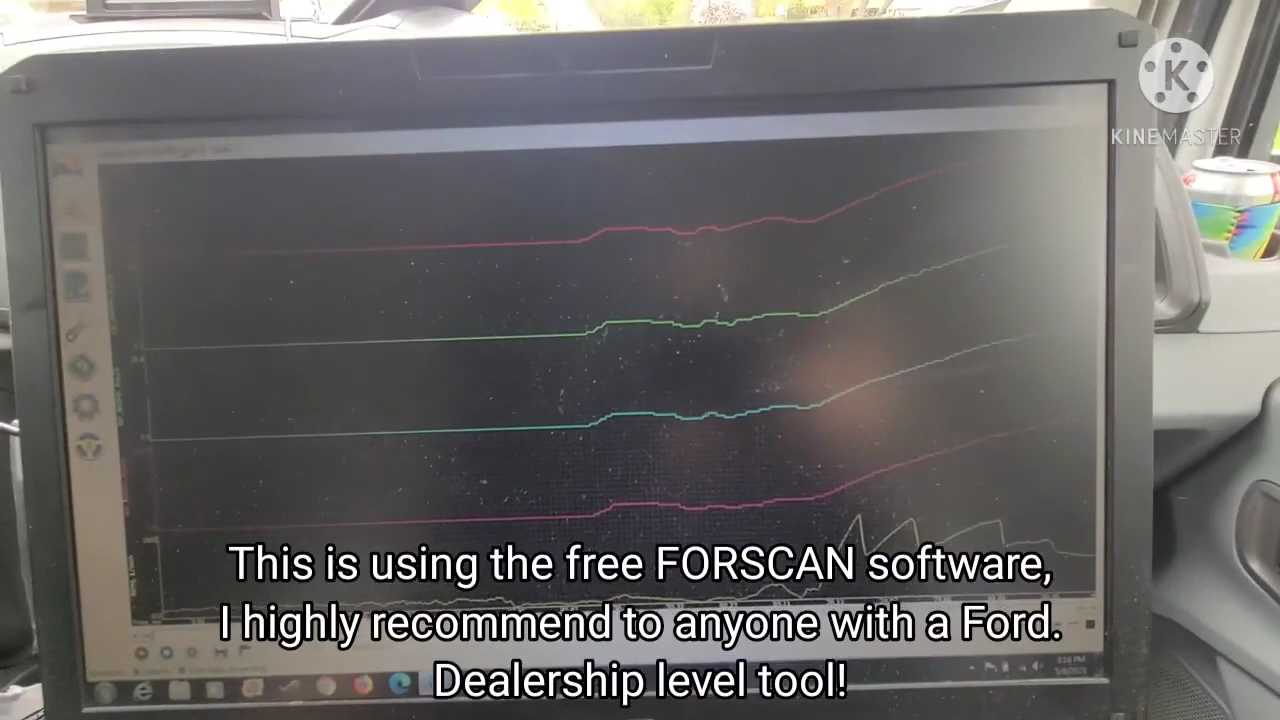 K
KINEMASTER
This is using the free FORSCAN software,
I highly recommend to anyone with a Ford.
Dealership level tool!